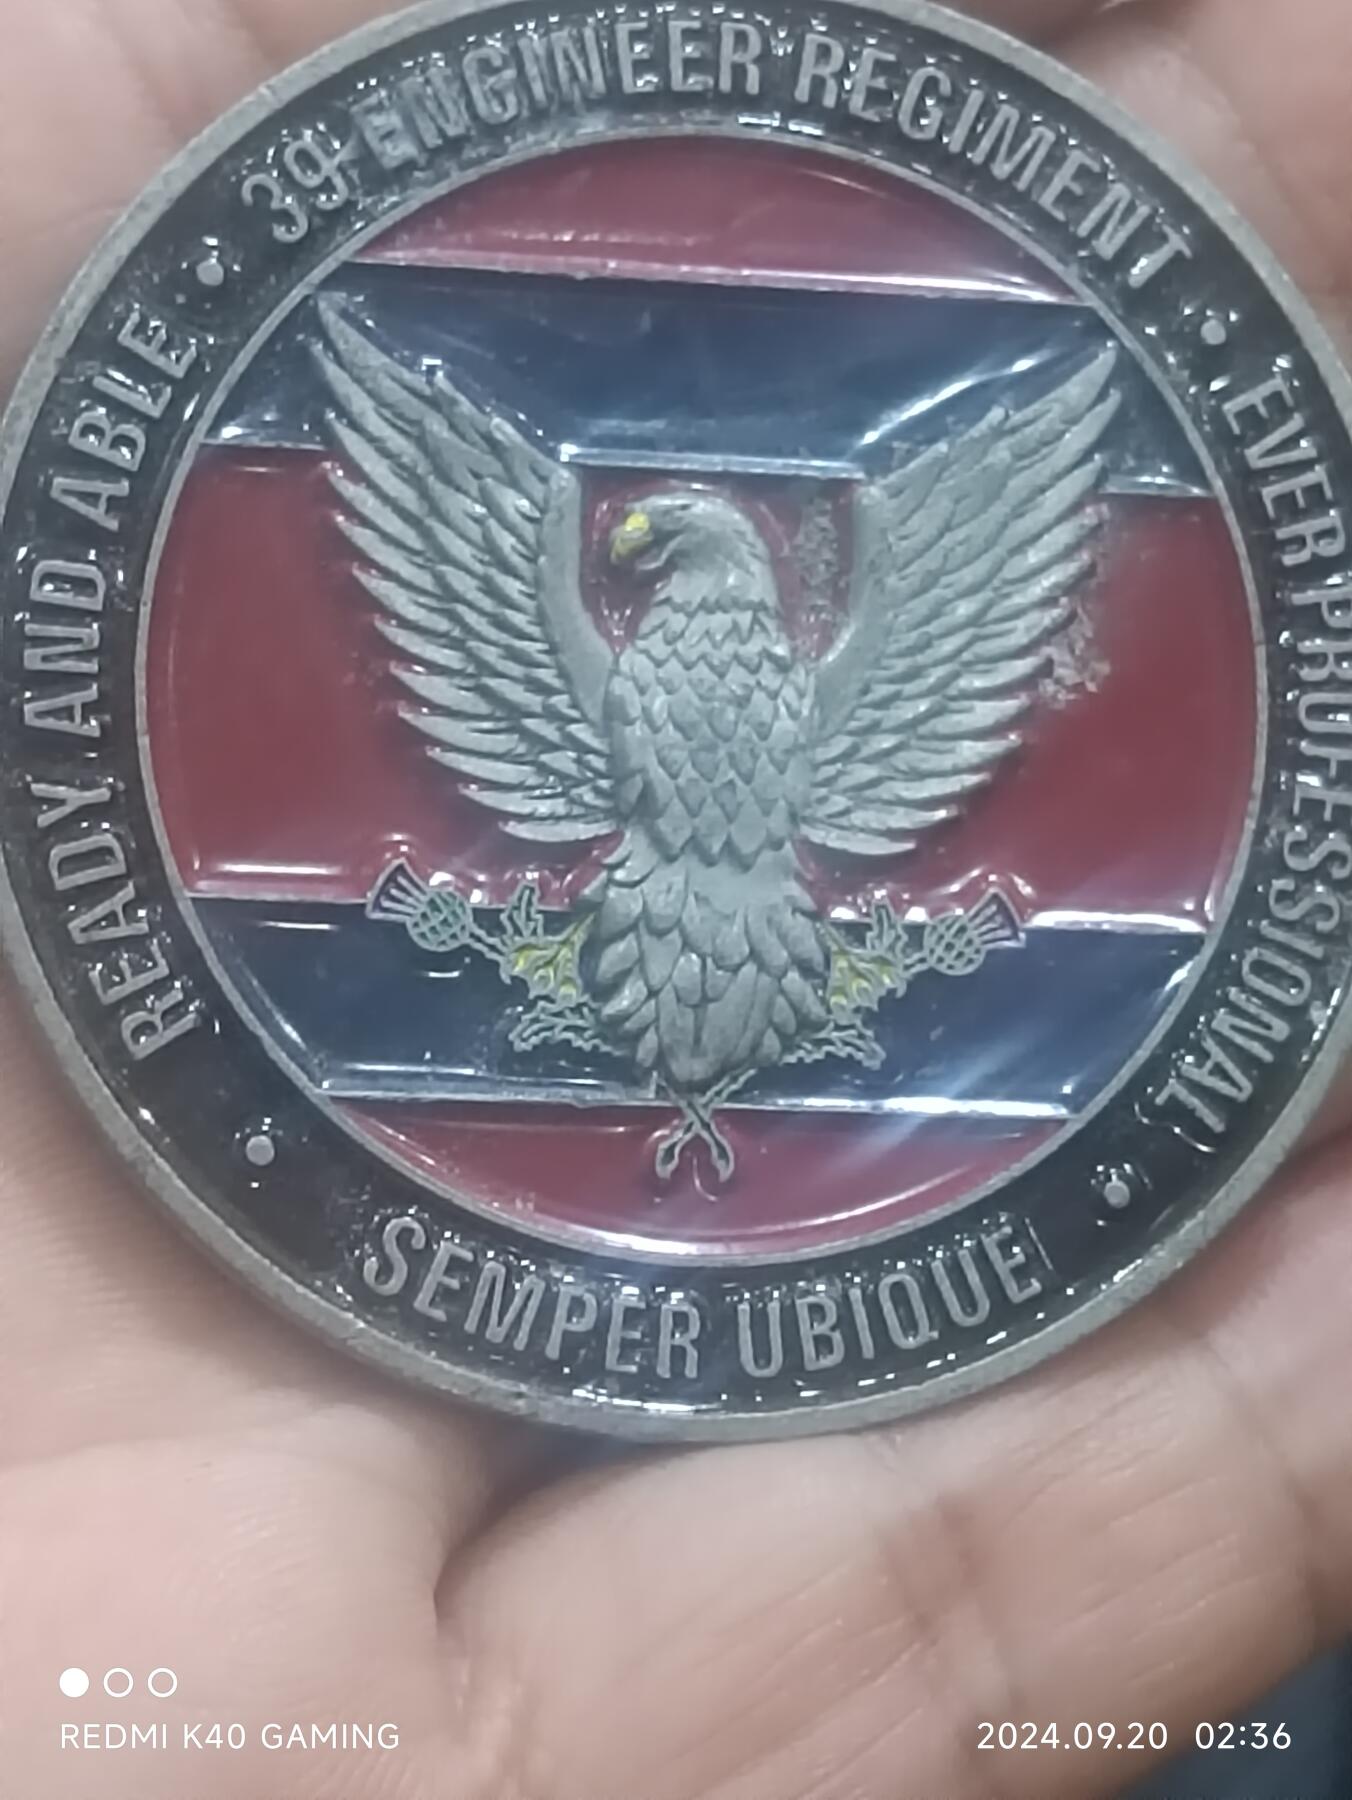 39 ENGINEER REGIMENT
EVER PROFESSIONAL
SEMPER UBIQUE
READY AND ABLE
REDMI K40 GAMING
2024.09.20 02:36